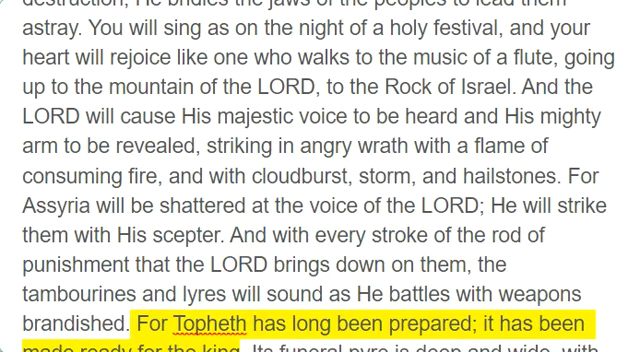 destruction; He bridles the jaws of the peoples to lead them
astray. You will sing as on the night of a holy festival, and your
heart will rejoice like one who walks to the music of a flute, going
up to the mountain of the LORD, to the Rock of Israel. And the
LORD will cause His majestic voice to be heard and His mighty
arm to be revealed, striking in angry wrath with a flame of
consuming fire, and with cloudburst, storm, and hailstones. For
Assyria will be shattered at the voice of the LORD; He will strike
them with His scepter. And with every stroke of the rod of
punishment that the LORD brings down on them, the
tambourines and lyres will sound as He battles with weapons
brandished. For Topheth has long been prepared; it has been
made ready for the king. Its funeral pyre is deep and wide, with